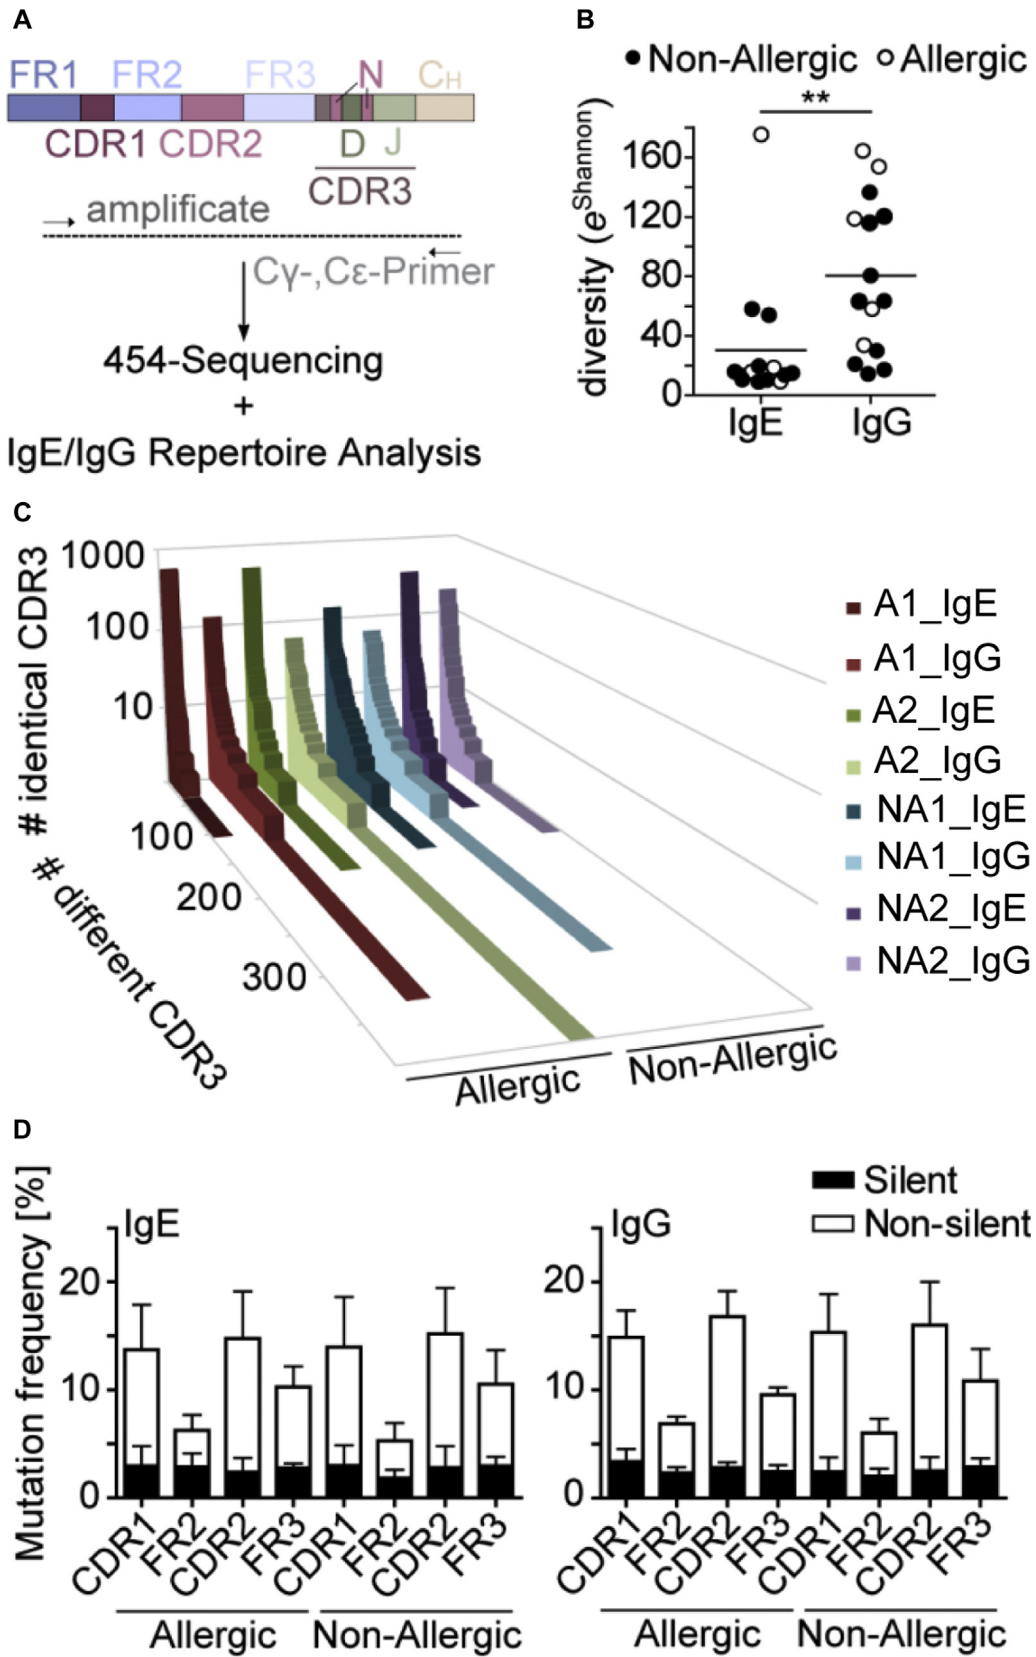 A
FR1 FR2 FR3 N CH
CDR1 CDR2 D J
CDR3
amplificate
Cγ-,Cε-Primer
454-Sequencing
+
IgE/IgG Repertoire Analysis
B
Non-Allergic Allergic
**
diversity (eShannon)
160
120
80
40
0
IgE IgG
C
# identical CDR3
1000
100
10
100
200
300
# different CDR3
Allergic Non-Allergic
A1_IgE
A1_IgG
A2_IgE
A2_IgG
NA1_IgE
NA1_IgG
NA2_IgE
NA2_IgG
D
Mutation frequency [%]
Silent
Non-silent
IgE
20
10
0
CDR1 FR2 CDR2 FR3 CDR1 FR2 CDR2 FR3
Allergic Non-Allergic
IgG
20
10
0
CDR1 FR2 CDR2 FR3 CDR1 FR2 CDR2 FR3
Allergic Non-Allergic